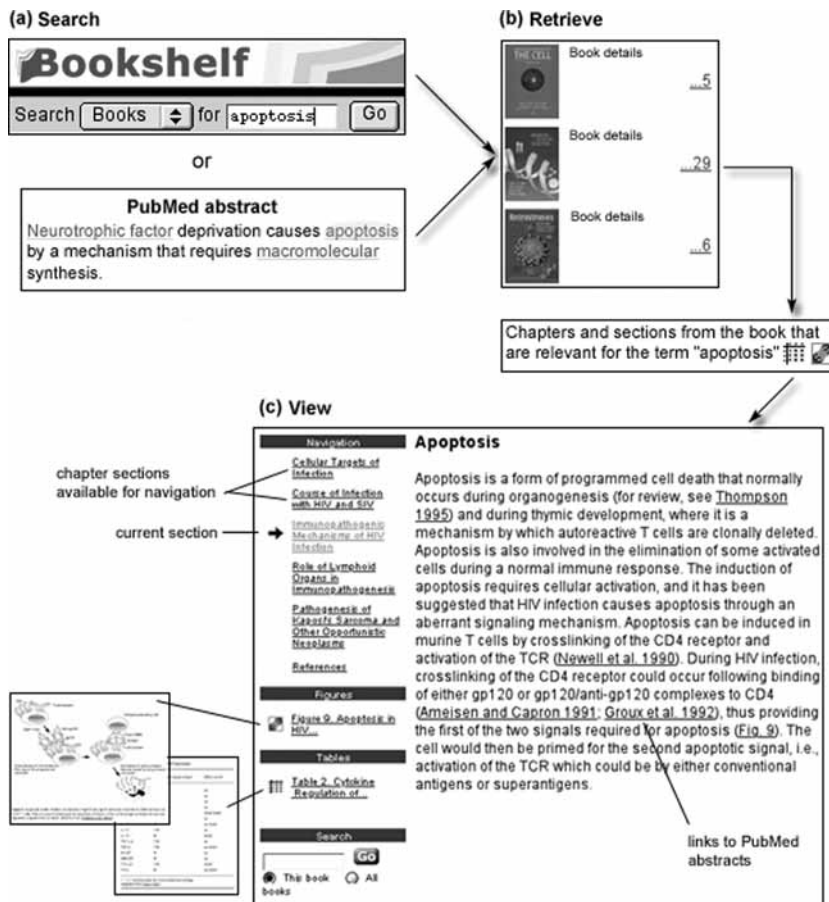 (a) Search
Bookshelf
Search Books for apoptosis Go
or
PubMed abstract
Neurotrophic factor deprivation causes apoptosis
by a mechanism that requires macromolecular
synthesis.
(b) Retrieve
THE CELL
Book details
...5
Book details
...29
Retroviruses
Book details
...6
Chapters and sections from the book that
are relevant for the term "apoptosis"
(c) View
chapter sections
available for navigation
current section
Navigation
Cellular Targets of
Infection
Course of Infection
with HIV and SIV
Immunopathogenic
Mechanisms of HIV
Infection
Role of Lymphoid
Organs in
Immunopathogenesis
Pathogenesis of
Kaposi's Sarcoma and
Other Opportunistic
Neoplasms
References
Figures
Figure 9. Apoptosis in
HIV...
Tables
Table 2. Cytokine
Regulation of...
Search
Go
This book All
books
Apoptosis
Apoptosis is a form of programmed cell death that normally
occurs during organogenesis (for review, see Thompson
1995) and during thymic development, where it is a
mechanism by which autoreactive T cells are clonally deleted.
Apoptosis is also involved in the elimination of some activated
cells during a normal immune response. The induction of
apoptosis requires cellular activation, and it has been
suggested that HIV infection causes apoptosis through an
aberrant signaling mechanism. Apoptosis can be induced in
murine T cells by crosslinking of the CD4 receptor and
activation of the TCR (Newell et al. 1990). During HIV infection,
crosslinking of the CD4 receptor could occur following binding
of either gp120 or gp120/anti-gp120 complexes to CD4
(Ameisen and Capron 1991; Groux et al. 1992), thus providing
the first of the two signals required for apoptosis (Fig. 9). The
cell would then be primed for the second apoptotic signal, i.e.,
activation of the TCR which could be by either conventional
antigens or superantigens.
links to PubMed
abstracts